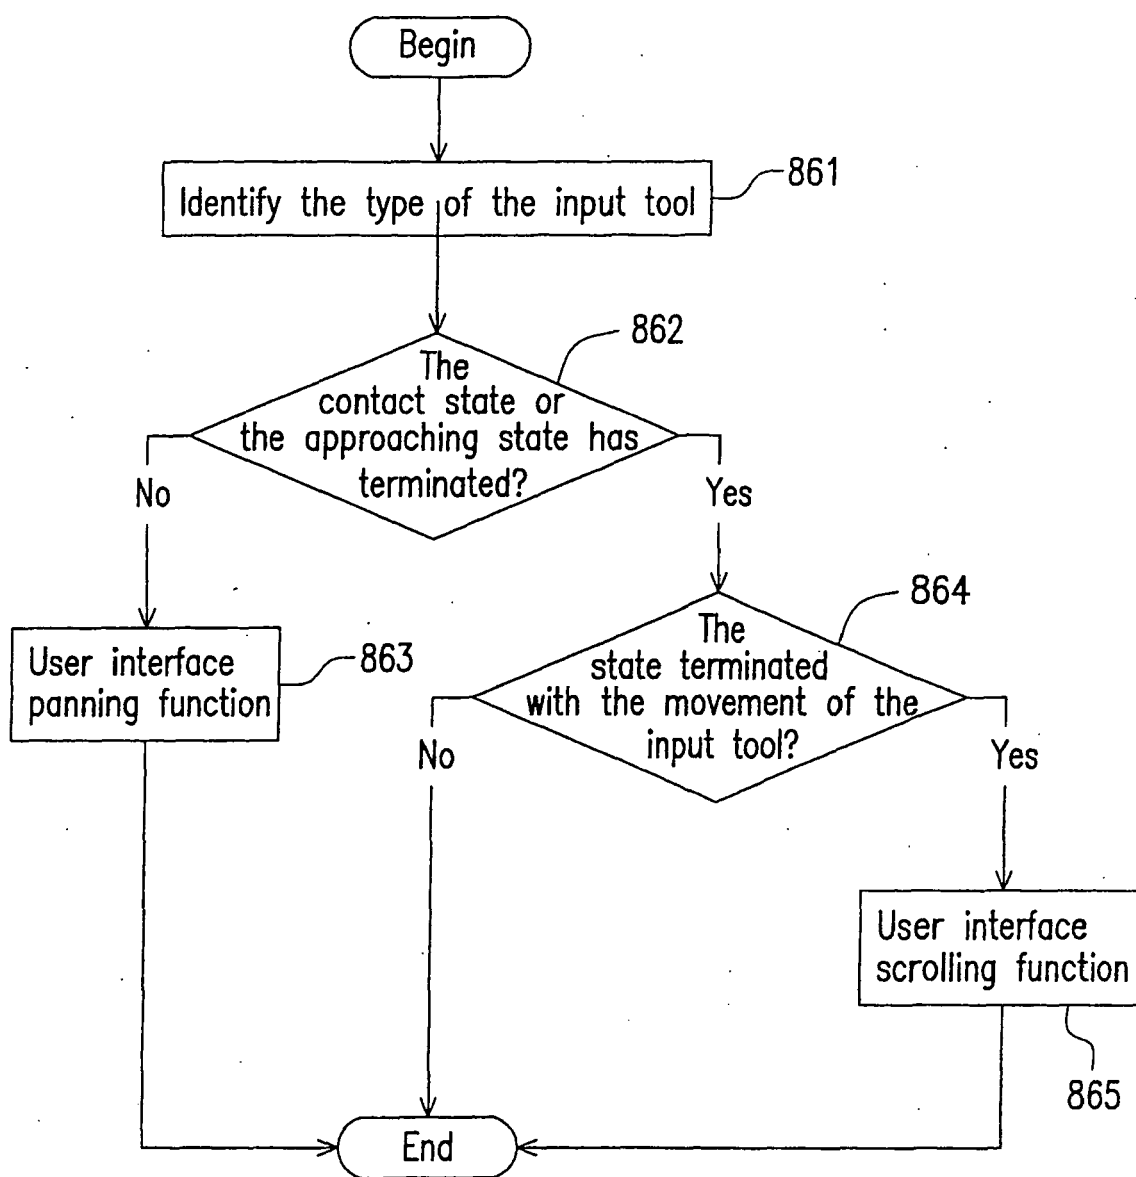 Begin
861
Identify the type of the input tool
862
The
contact state or
the approaching state has
terminated?
No
Yes
864
The
state terminated
with the movement of the
input tool?
User interface
panning function
863
No
Yes
User interface
scrolling function
865
End